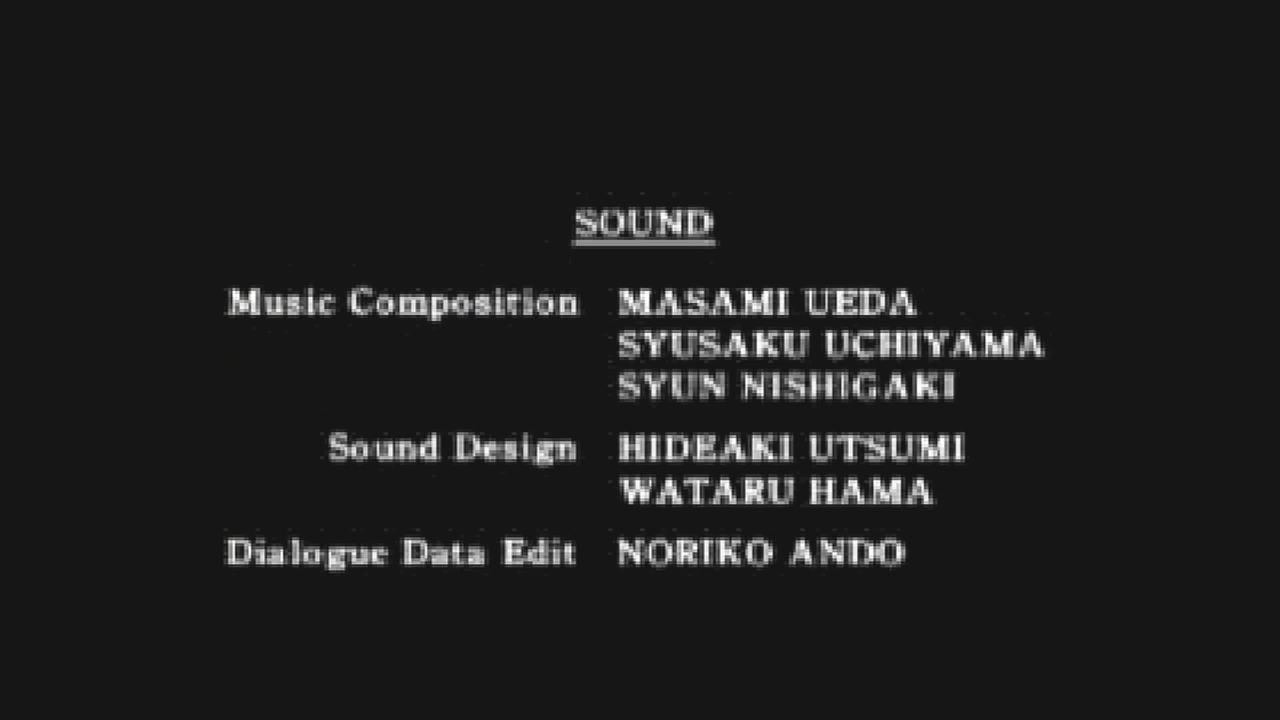 SOUND
Music Composition MASAMI UEDA
SYUSAKU UCHIYAMA
SYUN NISHIGAKI
Sound Design HIDEAKI UTSUMI
WATARU HAMA
Dialogue Data Edit NORIKO ANDO